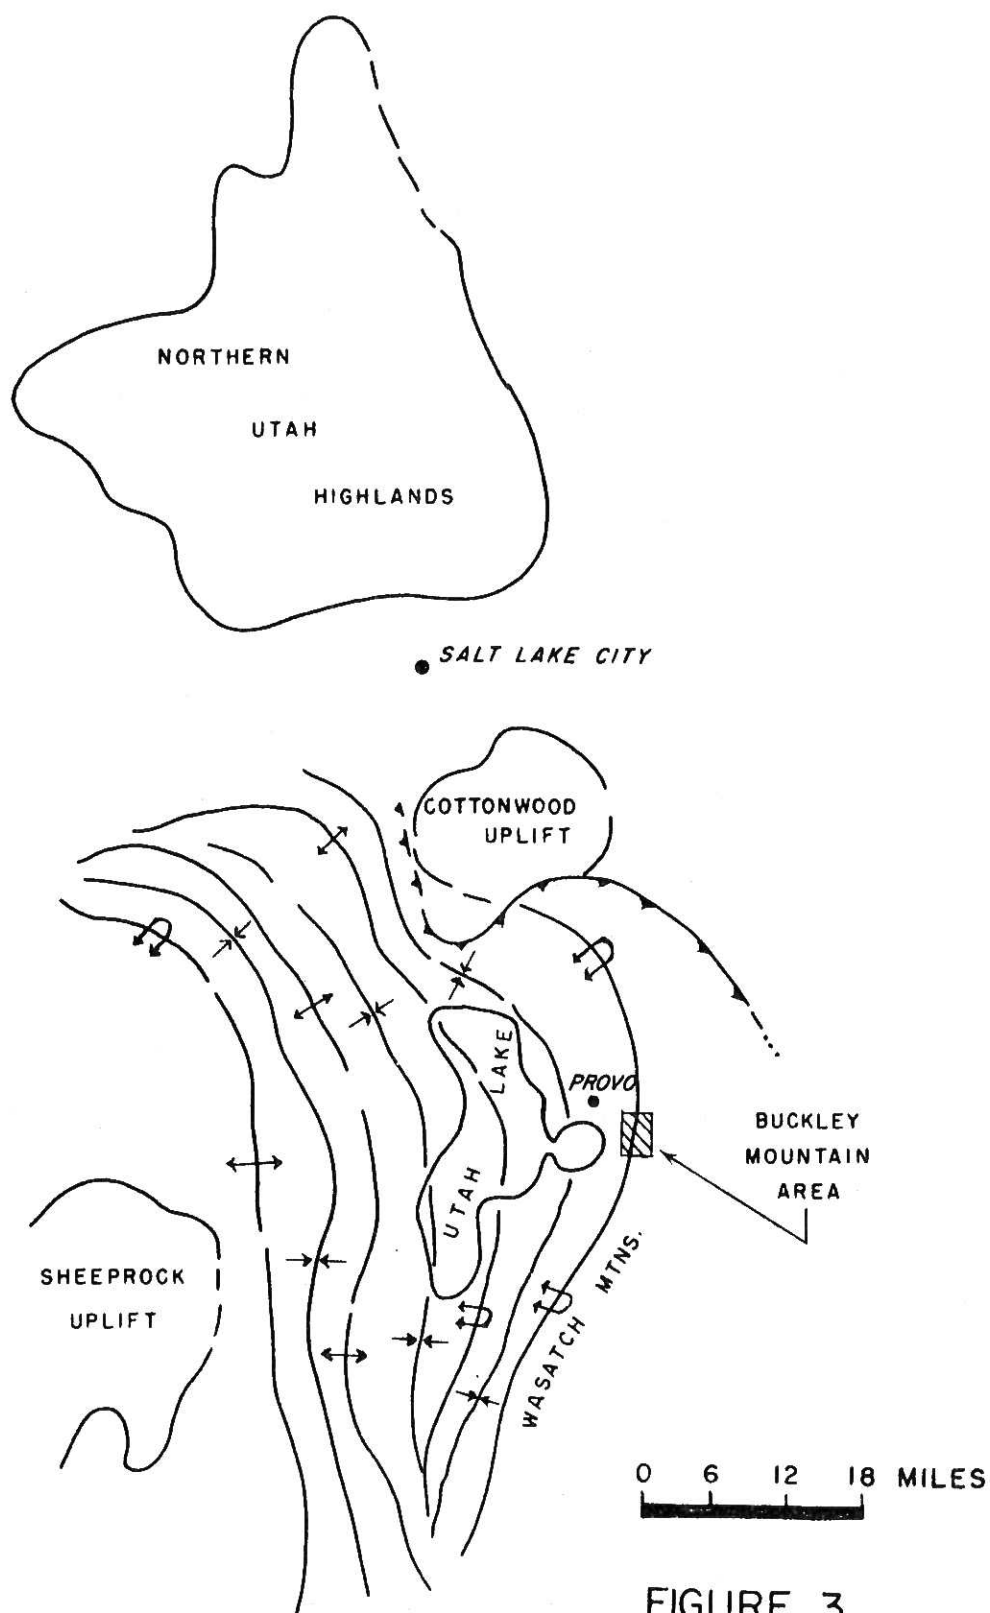 NORTHERN
UTAH
HIGHLANDS
SALT LAKE CITY
COTTONWOOD
UPLIFT
LAKE
UTAH
PROVO
BUCKLEY
MOUNTAIN
AREA
SHEEPROCK
UPLIFT
WASATCH MTNS.
0 6 12 18 MILES
FIGURE 3